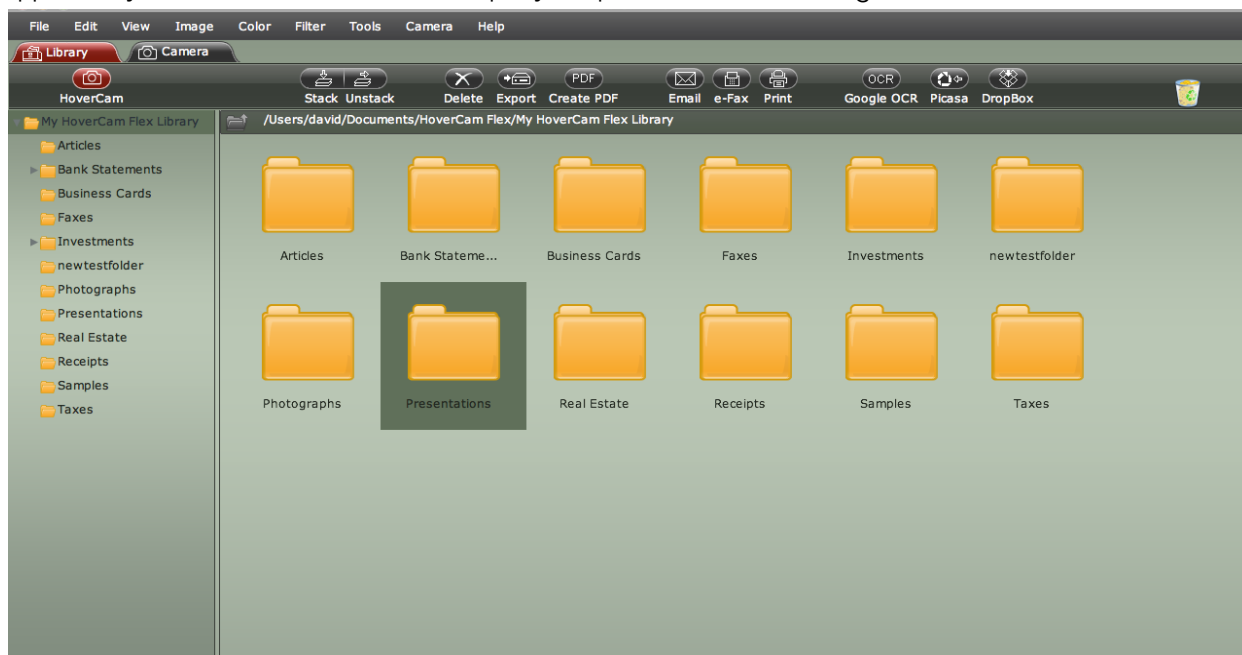 File Edit View Image Color Filter Tools Camera Help
Library Camera
OCR
PDF
HoverCam Stack Unstack Delete Export Create PDF Email e-Fax Print Google OCR Picasa DropBox
My HoverCam Flex Library
/Users/david/Documents/HoverCam Flex/My HoverCam Flex Library
Articles
Bank Statements
Business Cards
Faxes
Investments
newtestfolder
Photographs
Presentations
Real Estate
Receipts
Samples
Taxes
Articles Bank Stateme... Business Cards Faxes Investments newtestfolder
Photographs Presentations Real Estate Receipts Samples Taxes